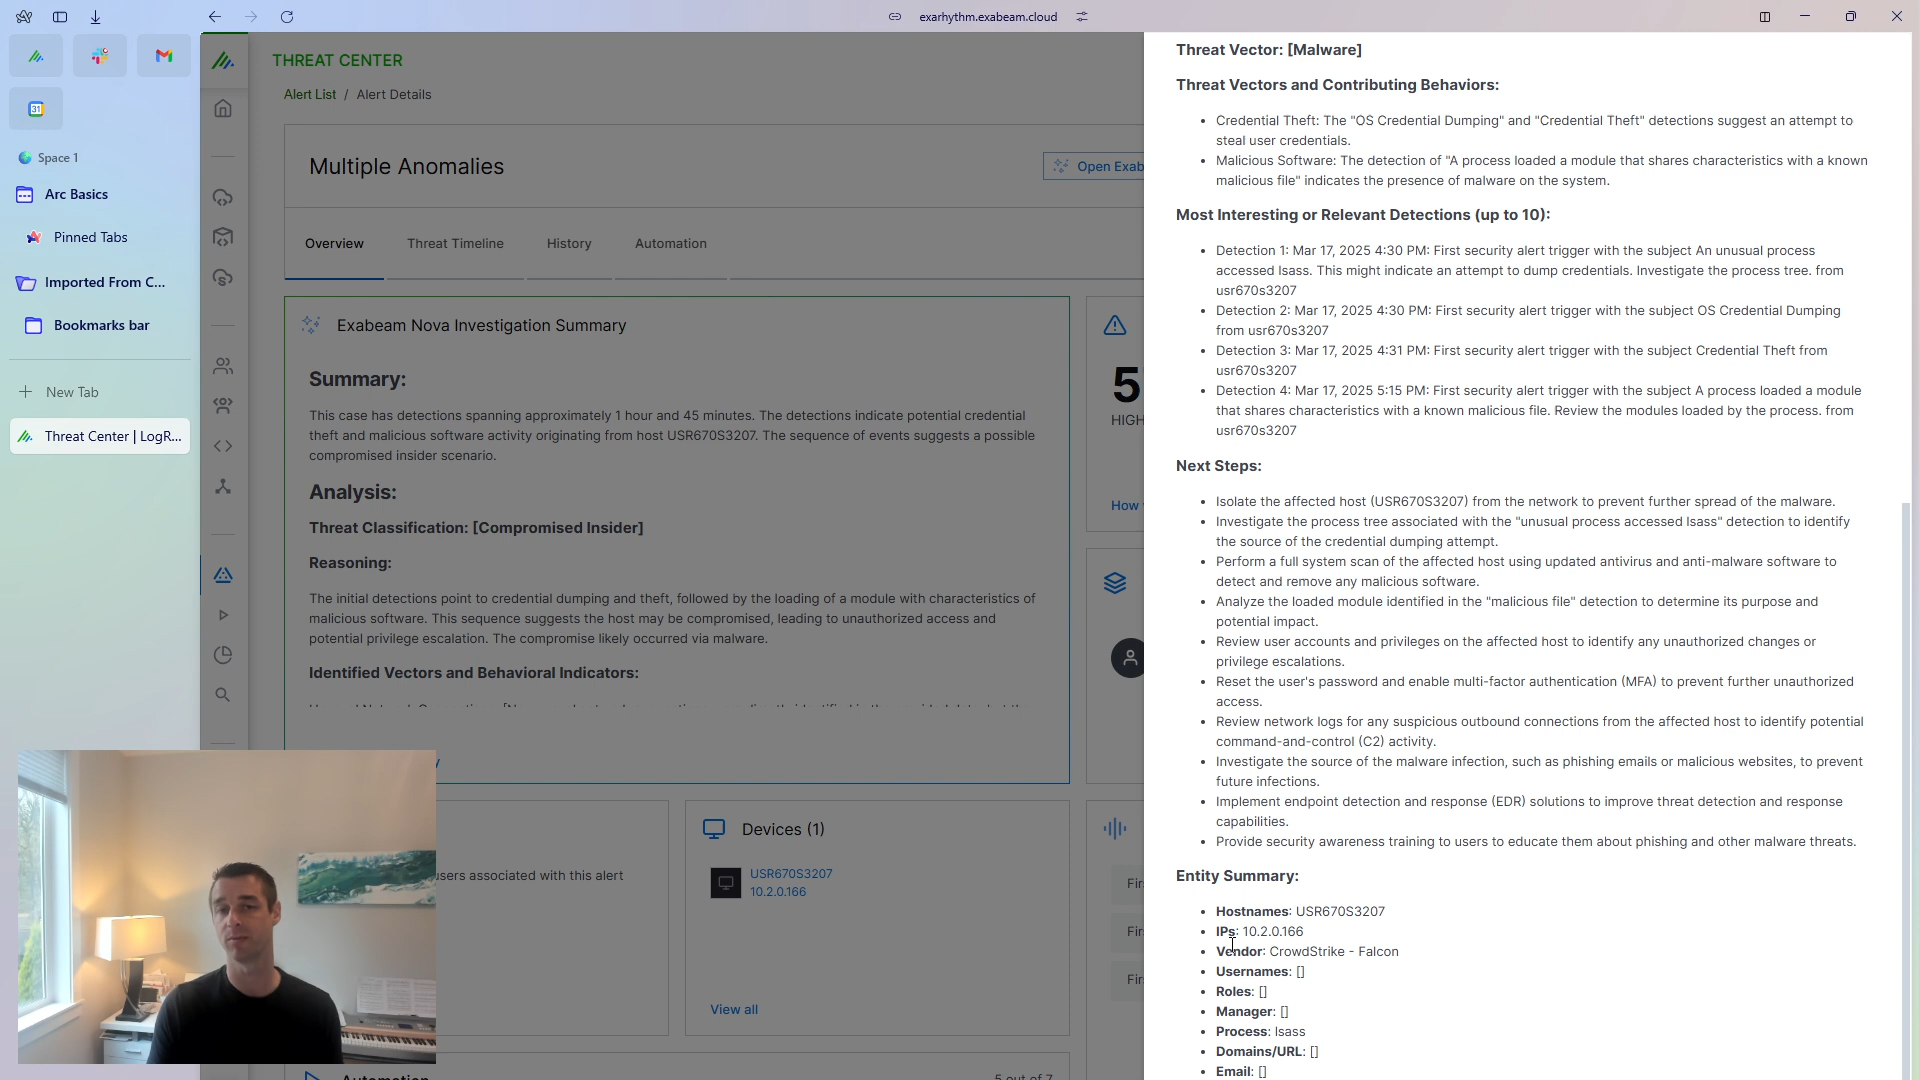 exarhythm.exabeam.cloud
31
Space 1
Arc Basics
Pinned Tabs
Imported From C...
Bookmarks bar
New Tab
Threat Center | LogR...
THREAT CENTER
Alert List / Alert Details
Multiple Anomalies
Open Exab
Overview
Threat Timeline
History
Automation
Exabeam Nova Investigation Summary
Summary:
This case has detections spanning approximately 1 hour and 45 minutes. The detections indicate potential credential
theft and malicious software activity originating from host USR670S3207. The sequence of events suggests a possible
compromised insider scenario.
Analysis:
Threat Classification: [Compromised Insider]
Reasoning:
The initial detections point to credential dumping and theft, followed by the loading of a module with characteristics of
malicious software. This sequence suggests the host may be compromised, leading to unauthorized access and
potential privilege escalation. The compromise likely occurred via malware.
Identified Vectors and Behavioral Indicators:
5
HIGH
How
users associated with this alert
Devices (1)
USR670S3207
10.2.0.166
View all
Fir
Fir
Fir
Automation
5 out of 7
Threat Vector: [Malware]
Threat Vectors and Contributing Behaviors:
• Credential Theft: The "OS Credential Dumping" and "Credential Theft" detections suggest an attempt to
steal user credentials.
• Malicious Software: The detection of "A process loaded a module that shares characteristics with a known
malicious file" indicates the presence of malware on the system.
Most Interesting or Relevant Detections (up to 10):
• Detection 1: Mar 17, 2025 4:30 PM: First security alert trigger with the subject An unusual process
accessed lsass. This might indicate an attempt to dump credentials. Investigate the process tree. from
usr670s3207
• Detection 2: Mar 17, 2025 4:30 PM: First security alert trigger with the subject OS Credential Dumping
from usr670s3207
• Detection 3: Mar 17, 2025 4:31 PM: First security alert trigger with the subject Credential Theft from
usr670s3207
• Detection 4: Mar 17, 2025 5:15 PM: First security alert trigger with the subject A process loaded a module
that shares characteristics with a known malicious file. Review the modules loaded by the process. from
usr670s3207
Next Steps:
• Isolate the affected host (USR670S3207) from the network to prevent further spread of the malware.
• Investigate the process tree associated with the "unusual process accessed lsass" detection to identify
the source of the credential dumping attempt.
• Perform a full system scan of the affected host using updated antivirus and anti-malware software to
detect and remove any malicious software.
• Analyze the loaded module identified in the "malicious file" detection to determine its purpose and
potential impact.
• Review user accounts and privileges on the affected host to identify any unauthorized changes or
privilege escalations.
• Reset the user's password and enable multi-factor authentication (MFA) to prevent further unauthorized
access.
• Review network logs for any suspicious outbound connections from the affected host to identify potential
command-and-control (C2) activity.
• Investigate the source of the malware infection, such as phishing emails or malicious websites, to prevent
future infections.
• Implement endpoint detection and response (EDR) solutions to improve threat detection and response
capabilities.
• Provide security awareness training to users to educate them about phishing and other malware threats.
Entity Summary:
• Hostnames: USR670S3207
• IPs: 10.2.0.166
• Vendor: CrowdStrike - Falcon
• Usernames: []
• Roles: []
• Manager: []
• Process: lsass
• Domains/URL: []
• Email: []